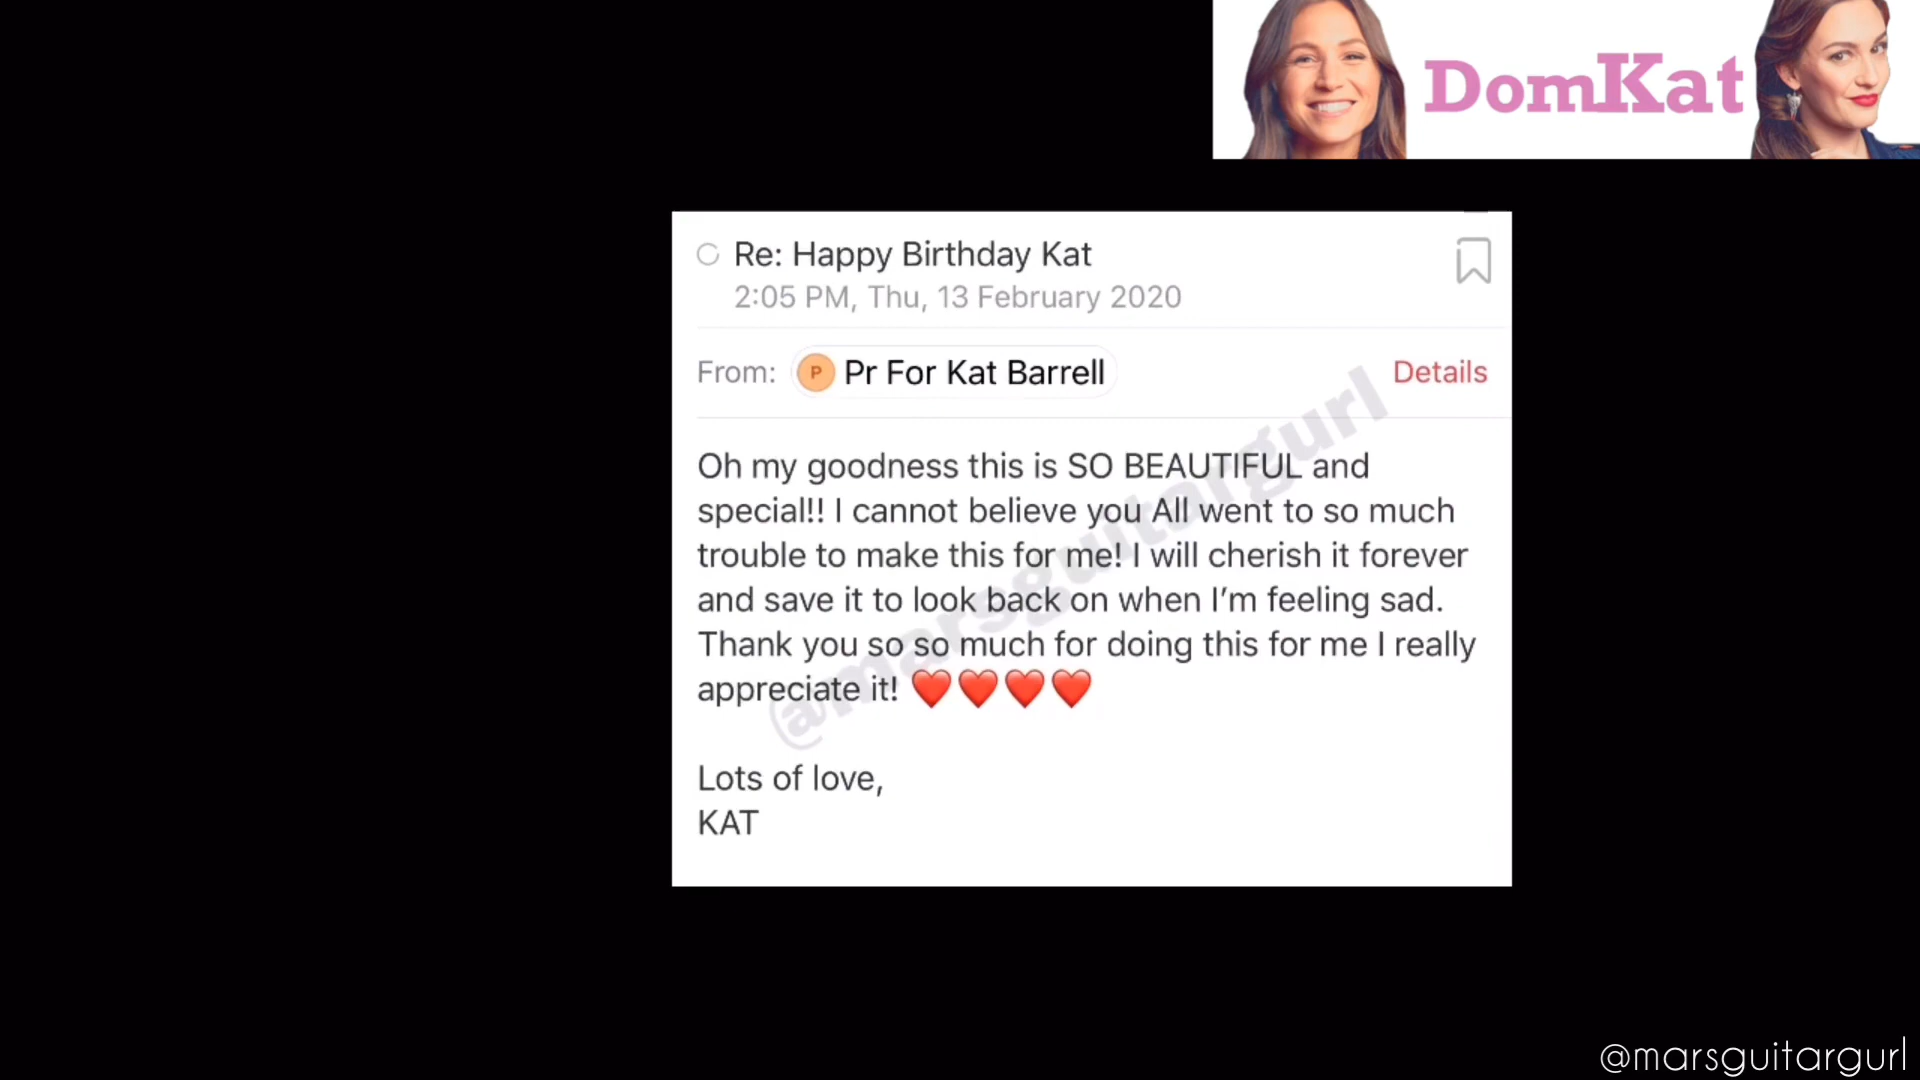 DomKat
Re: Happy Birthday Kat
2:05 PM, Thu, 13 February 2020
From: P Pr For Kat Barrell Details
Oh my goodness this is SO BEAUTIFUL and
special!! I cannot believe you All went to so much
trouble to make this for me! I will cherish it forever
and save it to look back on when I’m feeling sad.
Thank you so so much for doing this for me I really
appreciate it! ❤️❤️❤️❤️
Lots of love,
KAT
@marsguitargurl
@marsguitargurl